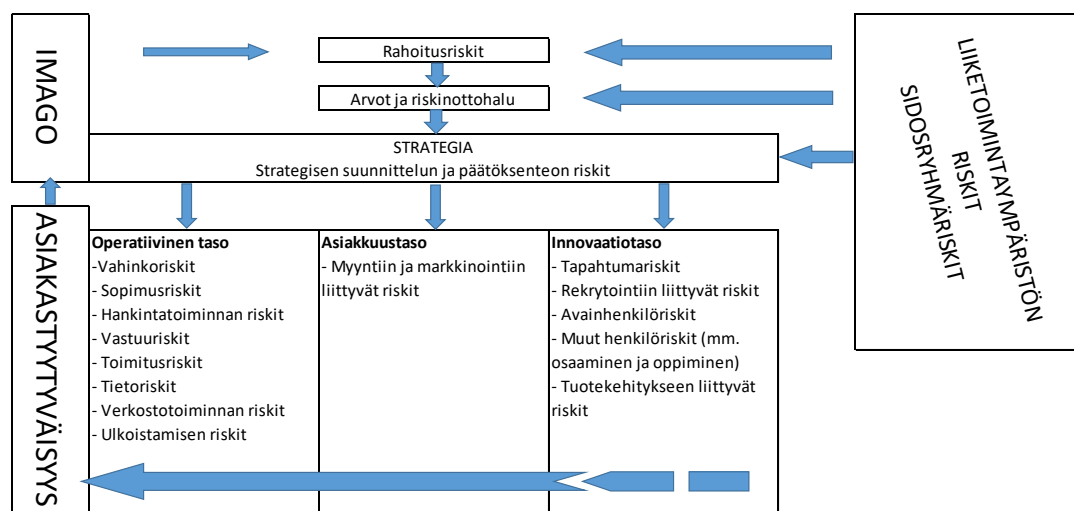 IMAGO
Rahoitusriskit
Arvot ja riskinottohalu
STRATEGIA
Strategisen suunnittelun ja päätöksenteon riskit
LIIKETOIMINTAYMPÄRISTÖN
RISKIT
SIDOSRYHMÄRISKIT
ASIAKASTYYTYVÄISYYS
Operatiivinen taso
-Vahinkoriskit
- Sopimusriskit
- Hankintatoiminnan riskit
- Vastuuriskit
- Toimitusriskit
- Tietoriskit
- Verkostotoiminnan riskit
- Ulkoistamisen riskit
Asiakkuustaso
- Myyntiin ja markkinointiin
liittyvät riskit
Innovaatiotaso
- Tapahtumariskit
- Rekrytointiin liittyvät riskit
- Avainhenkilöriskit
- Muut henkilöriskit (mm.
osaaminen ja oppiminen)
- Tuotekehitykseen liittyvät
riskit